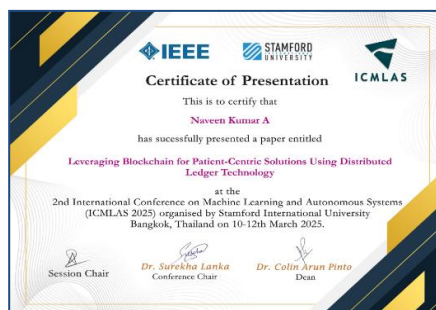 IEEE
STAMFORD
UNIVERSITY
ICMLAS
Certificate of Presentation
This is to certify that
Naveen Kumar A
has sucessfully presented a paper entitled
Leveraging Blockchain for Patient-Centric Solutions Using Distributed
Ledger Technology
at the
2nd International Conference on Machine Learning and Autonomous Systems
(ICMLAS 2025) organised by Stamford International University
Bangkok, Thailand on 10-12th March 2025.
Session Chair
Dr. Surekha Lanka
Conference Chair
Dr. Colin Arun Pinto
Dean